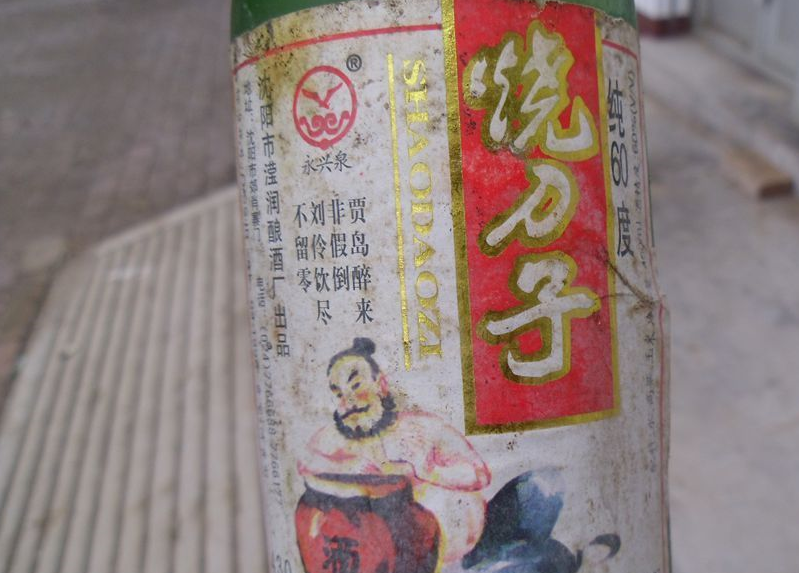 烧刀子
SHAODAOZI
纯60度
®
永兴泉
贾岛醉来
非假倒
刘伶饮尽
不留零
沈阳市滢润酿酒厂 出品
酒